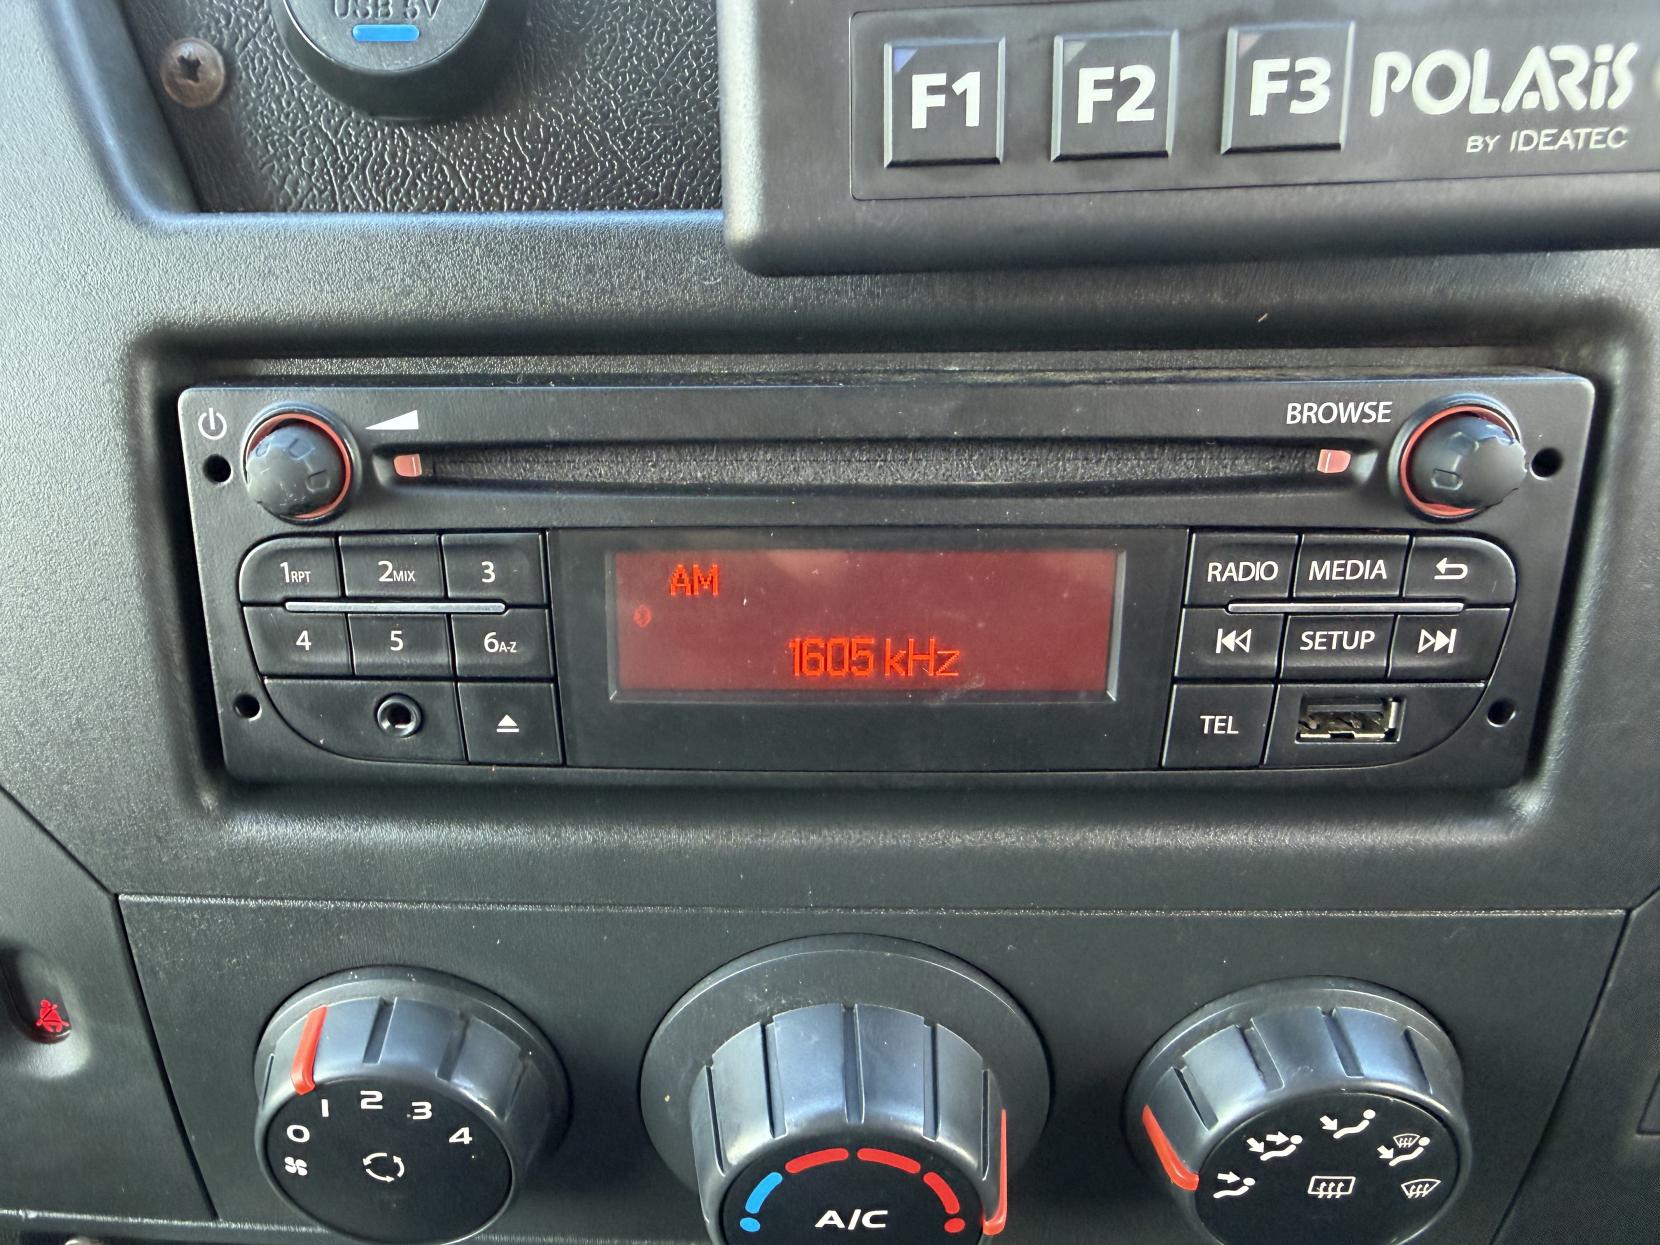 USB 5V
F1 F2 F3 POLARIS
BY IDEATEC
BROWSE
1RPT 2MIX 3
AM
RADIO MEDIA
4 5 6A-Z
1605 kHz
SETUP
TEL
0 1 2 3 4
A/C